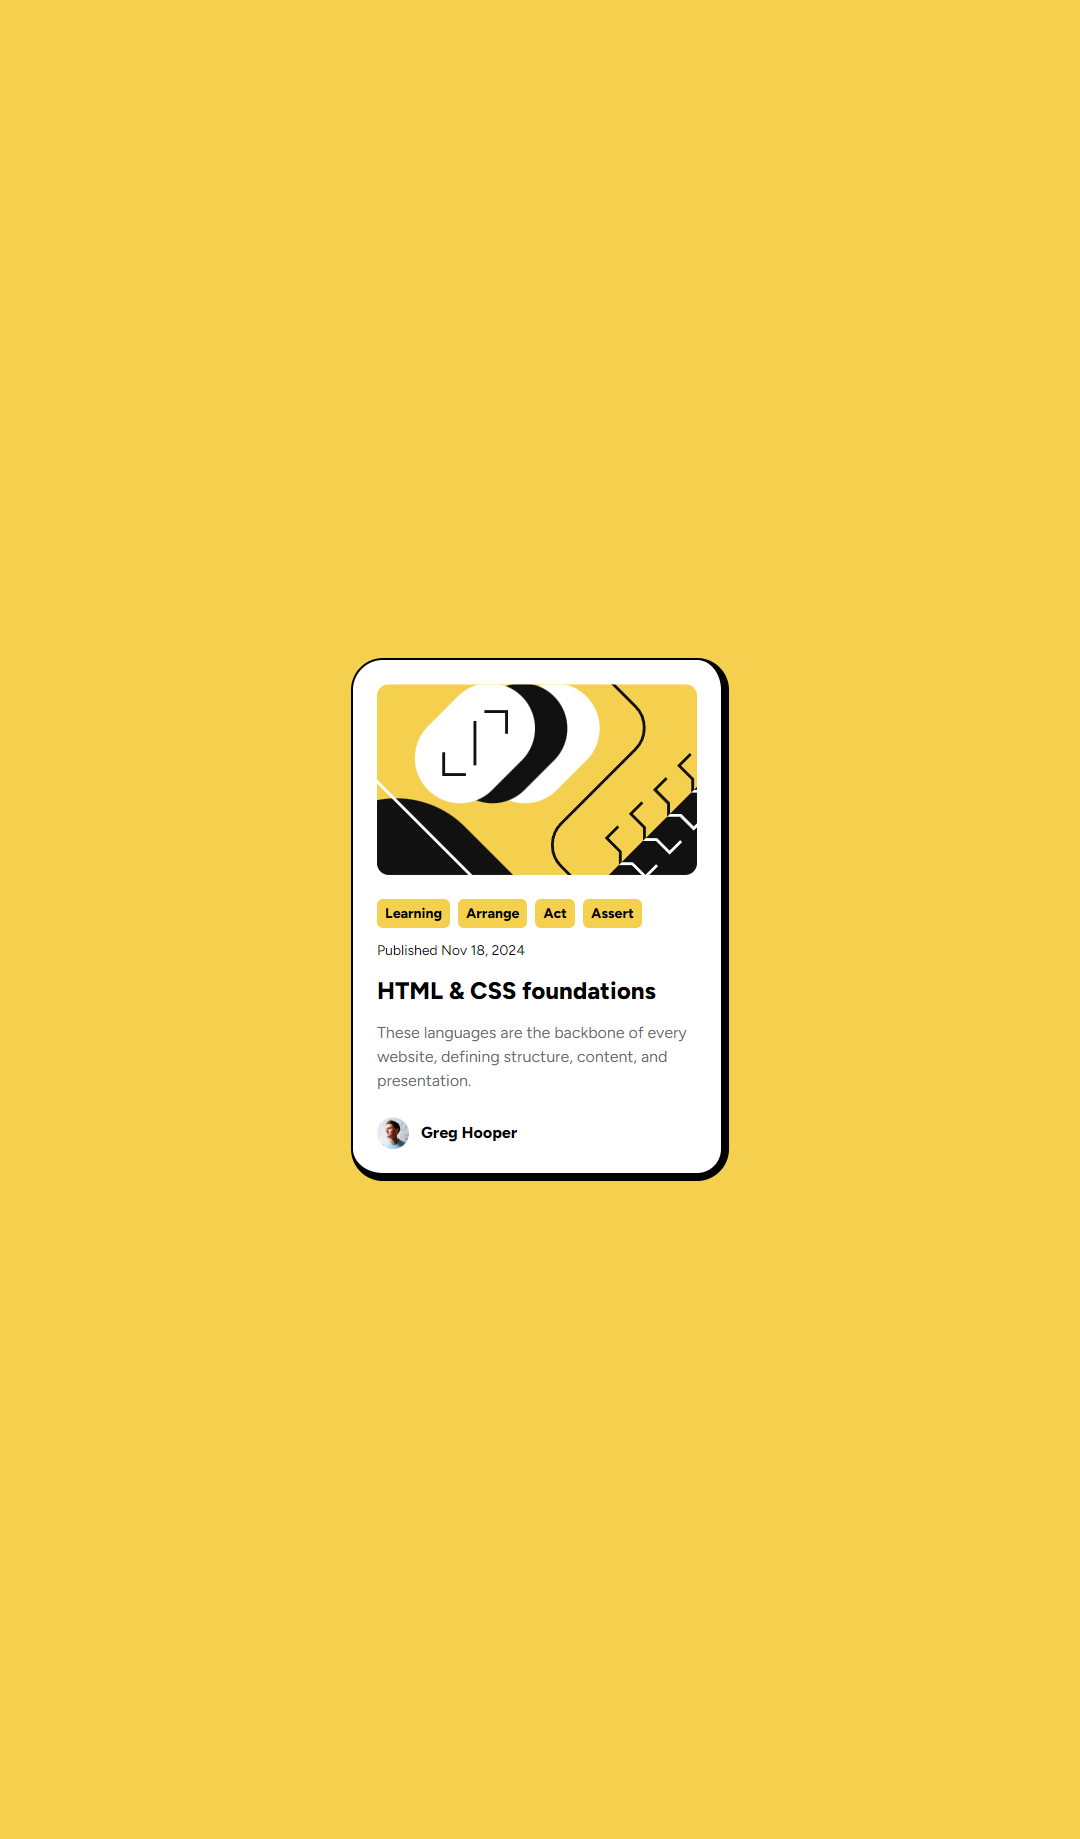 Learning Arrange Act Assert
Published Nov 18, 2024
HTML & CSS foundations
These languages are the backbone of every
website, defining structure, content, and
presentation.
Greg Hooper